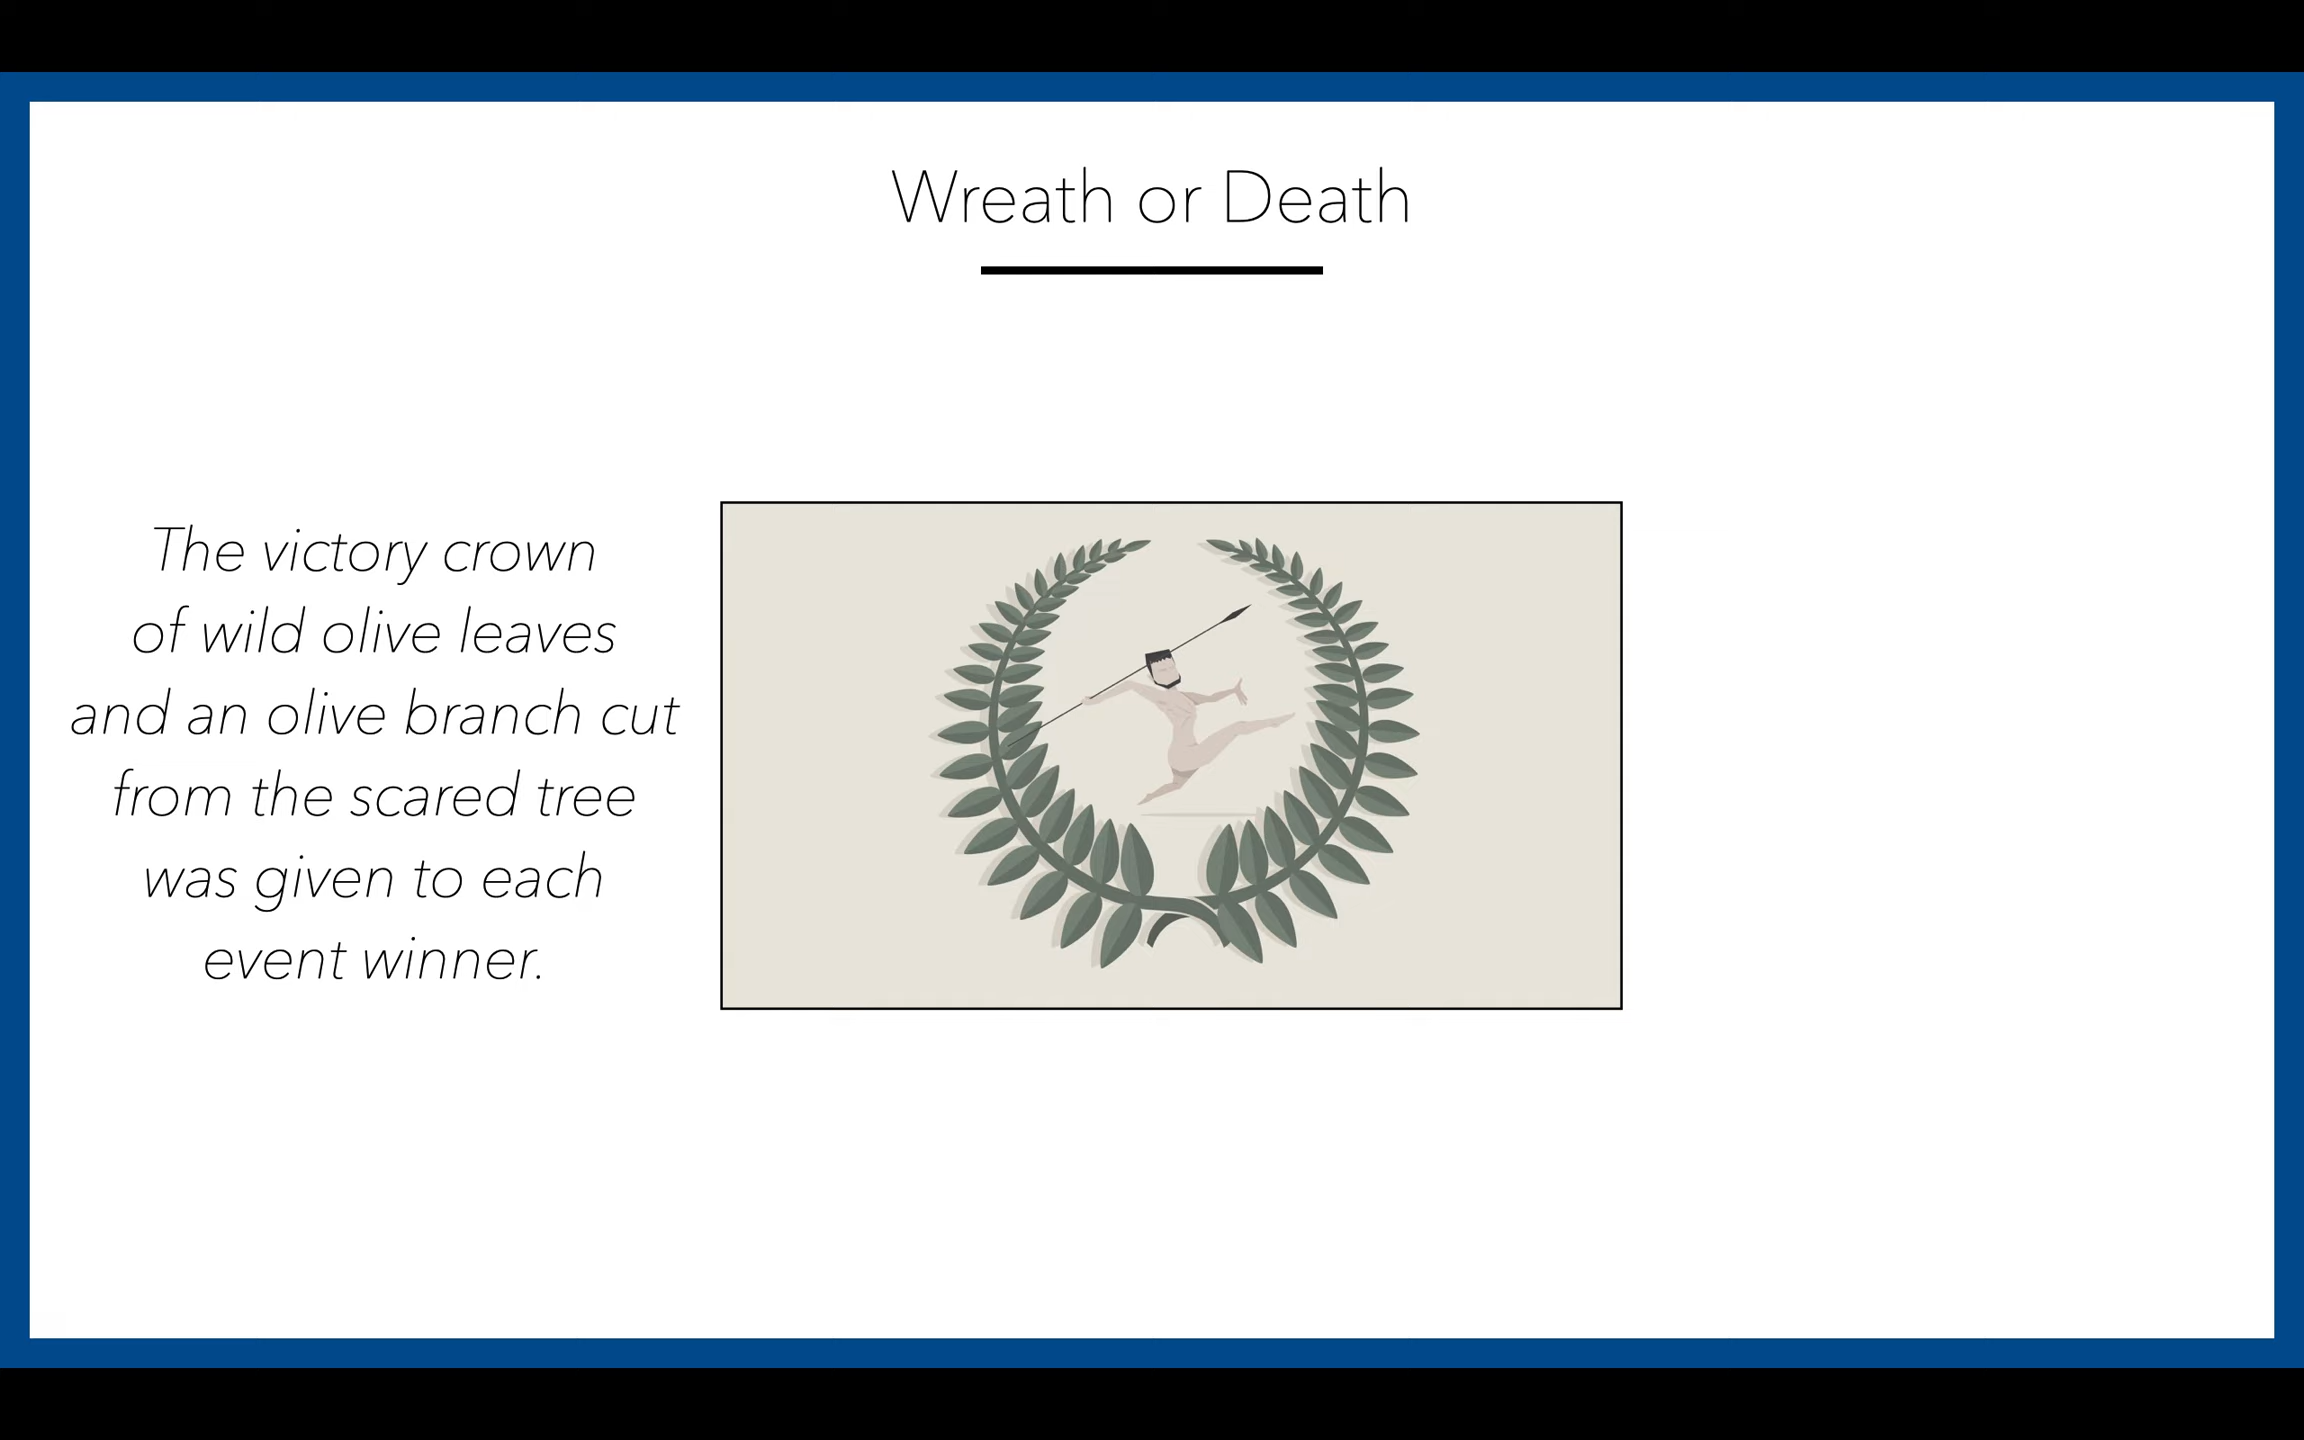 Wreath or Death
The victory crown
of wild olive leaves
and an olive branch cut
from the scared tree
was given to each
event winner.